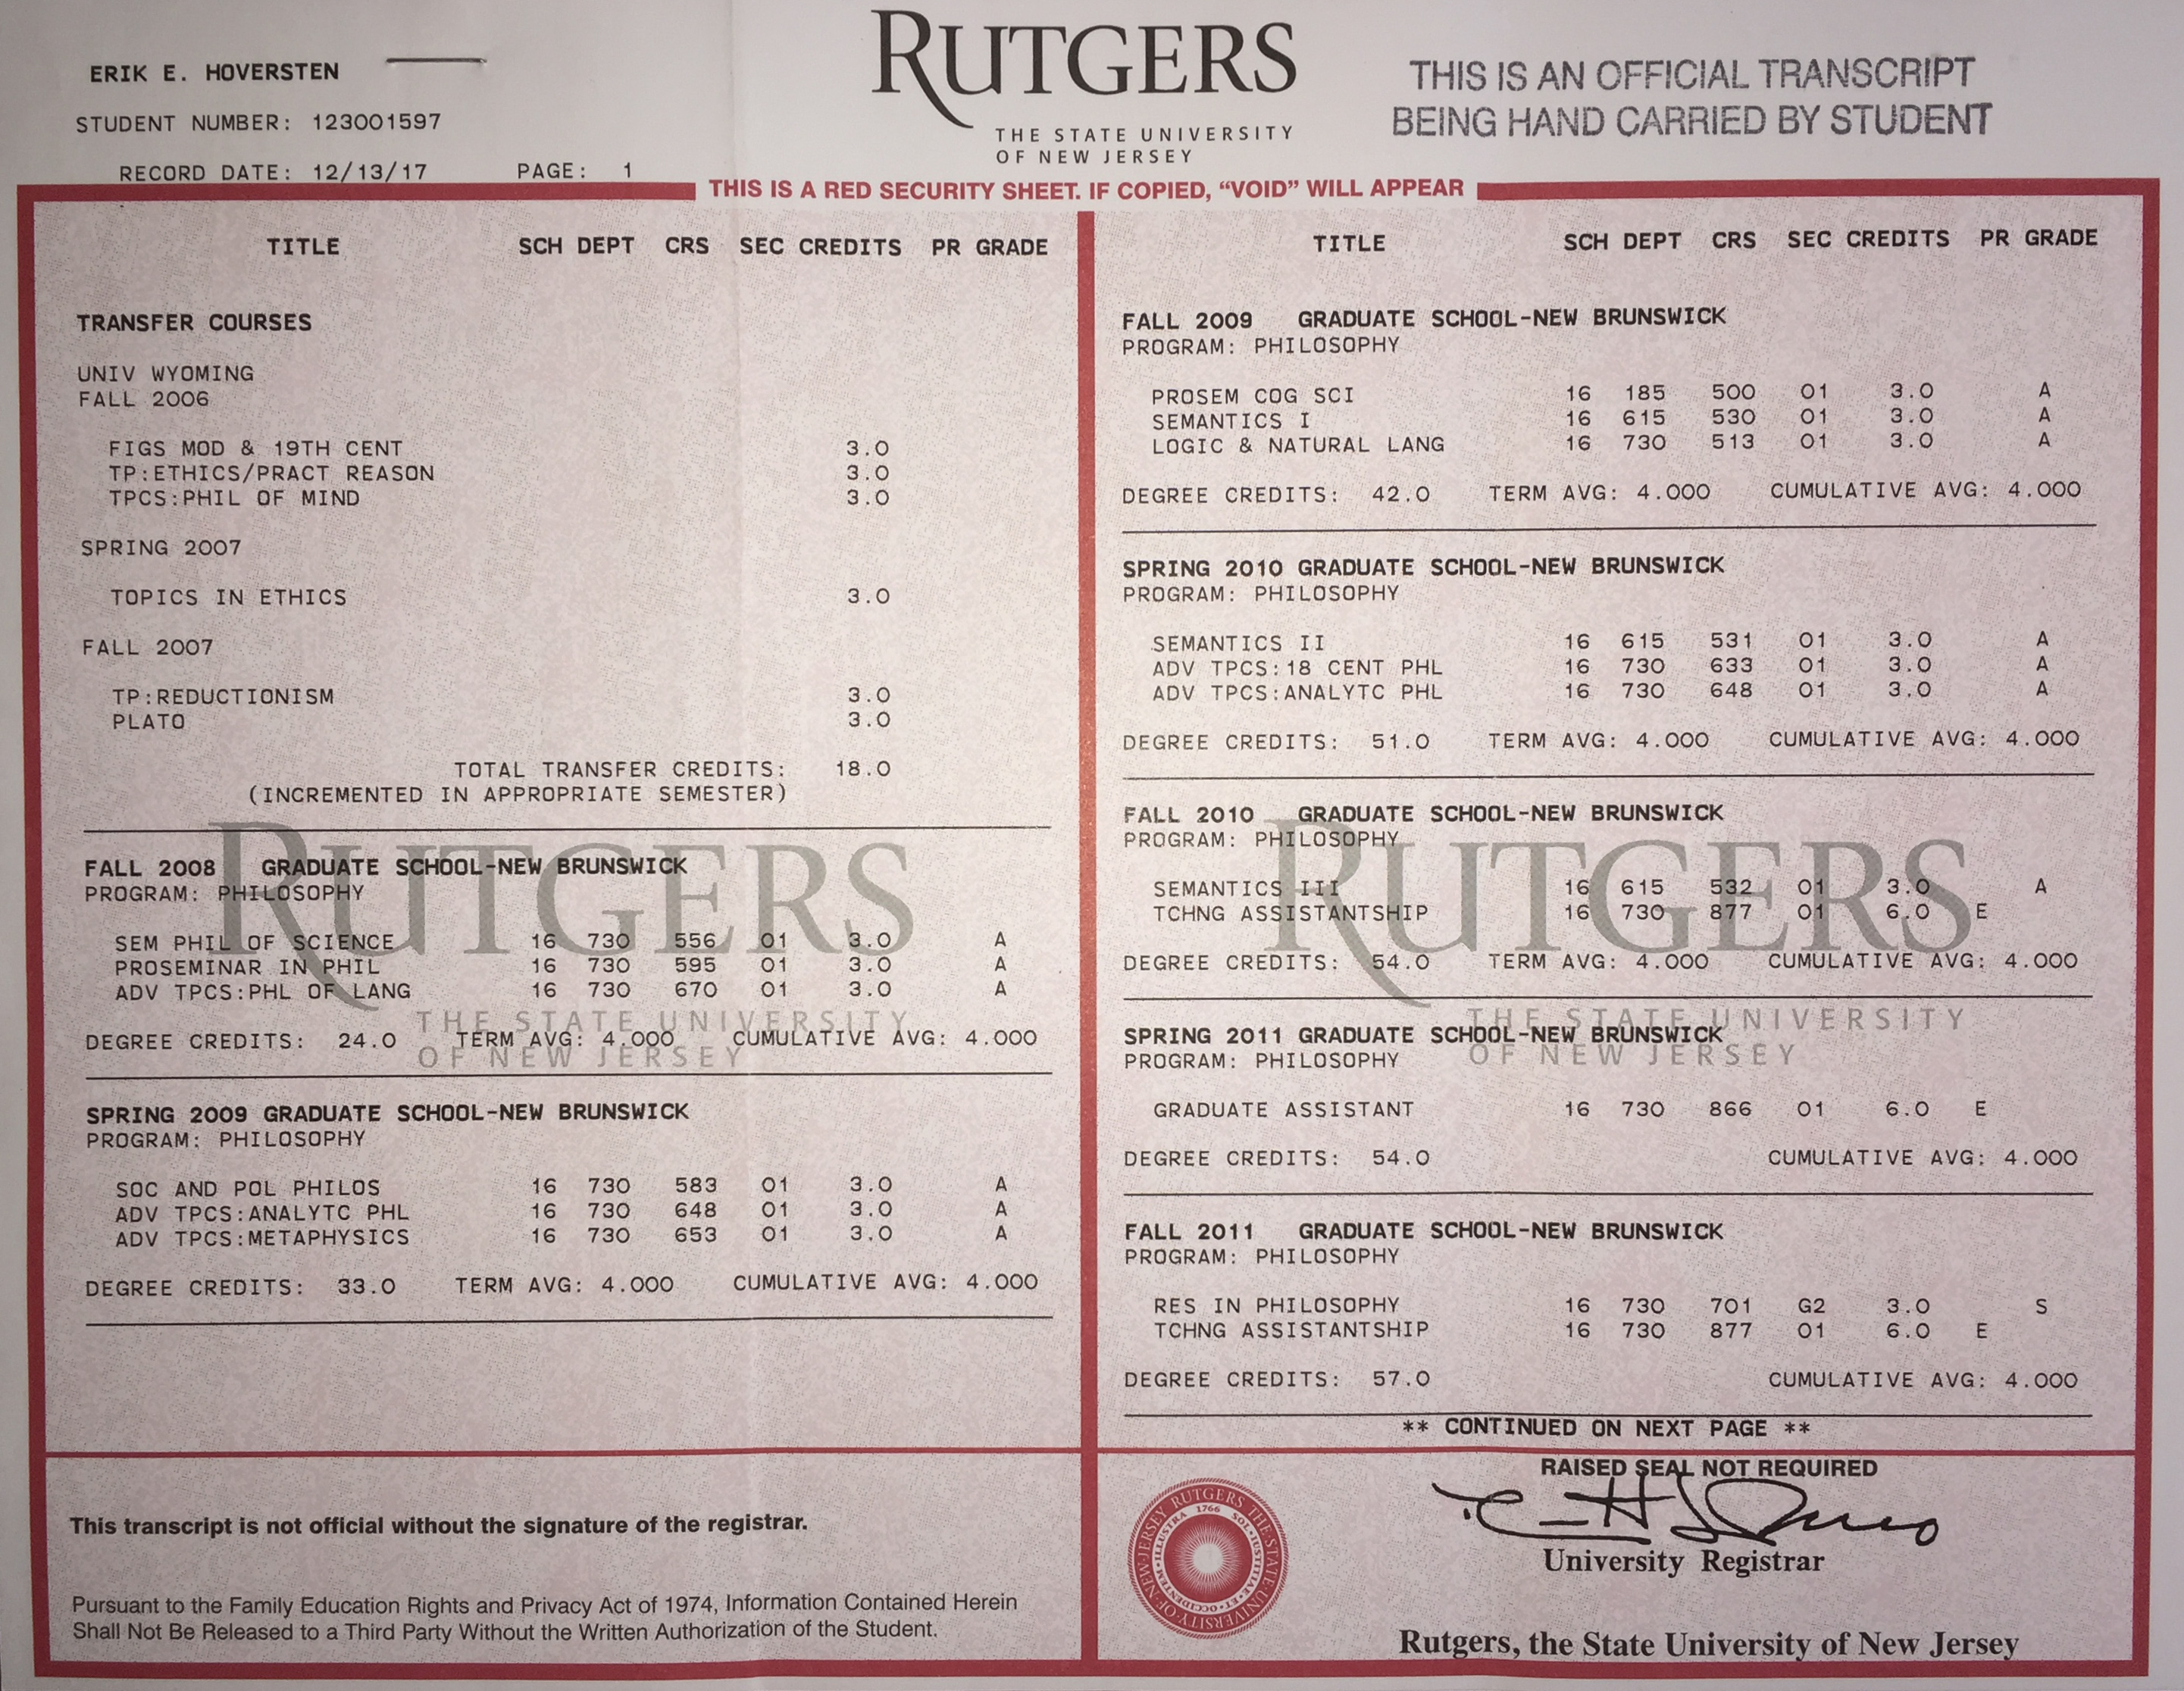 ERIK E. HOVERSTEN
STUDENT NUMBER: 123001597
RECORD DATE: 12/13/17 PAGE: 1
RUTGERS
THE STATE UNIVERSITY
OF NEW JERSEY
THIS IS AN OFFICIAL TRANSCRIPT
BEING HAND CARRIED BY STUDENT
THIS IS A RED SECURITY SHEET. IF COPIED, “VOID” WILL APPEAR
TITLE SCH DEPT CRS SEC CREDITS PR GRADE
TRANSFER COURSES
UNIV WYOMING
FALL 2006
FIGS MOD & 19TH CENT 3.0
TP:ETHICS/PRACT REASON 3.0
TPCS:PHIL OF MIND 3.0
SPRING 2007
TOPICS IN ETHICS 3.0
FALL 2007
TP:REDUCTIONISM 3.0
PLATO 3.0
TOTAL TRANSFER CREDITS: 18.0
(INCREMENTED IN APPROPRIATE SEMESTER)
FALL 2008 GRADUATE SCHOOL-NEW BRUNSWICK
PROGRAM: PHILOSOPHY
SEM PHIL OF SCIENCE 16 730 556 01 3.0 A
PROSEMINAR IN PHIL 16 730 595 01 3.0 A
ADV TPCS:PHL OF LANG 16 730 670 01 3.0 A
DEGREE CREDITS: 24.0 TERM AVG: 4.000 CUMULATIVE AVG: 4.000
RUTGERS
THE STATE UNIVERSITY
OF NEW JERSEY
SPRING 2009 GRADUATE SCHOOL-NEW BRUNSWICK
PROGRAM: PHILOSOPHY
SOC AND POL PHILOS 16 730 583 01 3.0 A
ADV TPCS:ANALYTC PHL 16 730 648 01 3.0 A
ADV TPCS:METAPHYSICS 16 730 653 01 3.0 A
DEGREE CREDITS: 33.0 TERM AVG: 4.000 CUMULATIVE AVG: 4.000
This transcript is not official without the signature of the registrar.
Pursuant to the Family Education Rights and Privacy Act of 1974, Information Contained Herein
Shall Not Be Released to a Third Party Without the Written Authorization of the Student.
TITLE SCH DEPT CRS SEC CREDITS PR GRADE
FALL 2009 GRADUATE SCHOOL-NEW BRUNSWICK
PROGRAM: PHILOSOPHY
PROSEM COG SCI 16 185 500 01 3.0 A
SEMANTICS I 16 615 530 01 3.0 A
LOGIC & NATURAL LANG 16 730 513 01 3.0 A
DEGREE CREDITS: 42.0 TERM AVG: 4.000 CUMULATIVE AVG: 4.000
SPRING 2010 GRADUATE SCHOOL-NEW BRUNSWICK
PROGRAM: PHILOSOPHY
SEMANTICS II 16 615 531 01 3.0 A
ADV TPCS:18 CENT PHL 16 730 633 01 3.0 A
ADV TPCS:ANALYTC PHL 16 730 648 01 3.0 A
DEGREE CREDITS: 51.0 TERM AVG: 4.000 CUMULATIVE AVG: 4.000
FALL 2010 GRADUATE SCHOOL-NEW BRUNSWICK
PROGRAM: PHILOSOPHY
SEMANTICS III 16 615 532 01 3.0 A
TCHNG ASSISTANTSHIP 16 730 877 01 6.0 E
DEGREE CREDITS: 54.0 TERM AVG: 4.000 CUMULATIVE AVG: 4.000
RUTGERS
THE STATE UNIVERSITY
OF NEW JERSEY
SPRING 2011 GRADUATE SCHOOL-NEW BRUNSWICK
PROGRAM: PHILOSOPHY
GRADUATE ASSISTANT 16 730 866 01 6.0 E
DEGREE CREDITS: 54.0 CUMULATIVE AVG: 4.000
FALL 2011 GRADUATE SCHOOL-NEW BRUNSWICK
PROGRAM: PHILOSOPHY
RES IN PHILOSOPHY 16 730 701 G2 3.0 S
TCHNG ASSISTANTSHIP 16 730 877 01 6.0 E
DEGREE CREDITS: 57.0 CUMULATIVE AVG: 4.000
** CONTINUED ON NEXT PAGE **
RAISED SEAL NOT REQUIRED
RUTGERS·THE·STATE·UNIVERSITY·OF·NEW·JERSEY
1766
SOL·IUSTITIAE·ET·OCCIDENTEM·ILLUSTRA
University Registrar
Rutgers, the State University of New Jersey